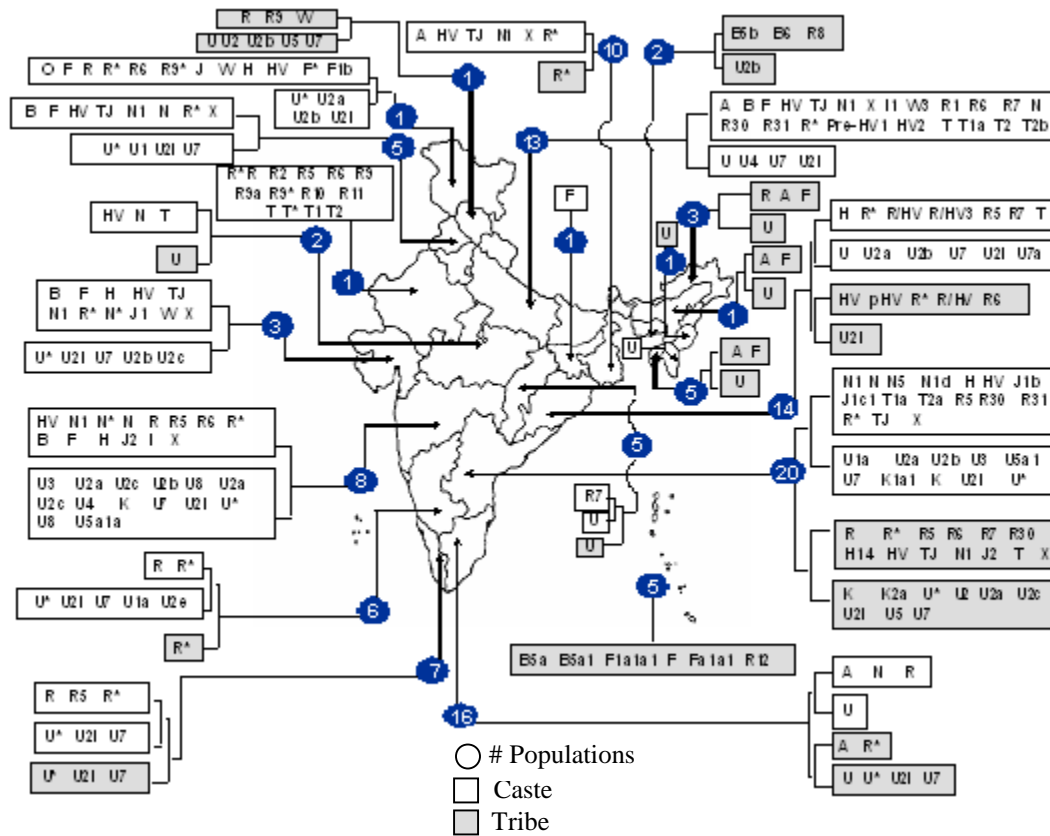 R R9 W
U U2 U2b U5 U7
A HV TJ N1 X R*
R*
10
2
B5b B6 R8
U2b
O F R R* R6 R9* J W H HV F* F1b
U* U2a
U2b U2I
1
1
B F HV TJ N1 N R* X
U* U1 U2I U7
5
13
A B F HV TJ N1 X I1 W3 R1 R6 R7 N
R30 R31 R* Pre-HV1 HV2 T T1a T2 T2b
U U4 U7 U2I
R* R R2 R5 R6 R9
R9a R9* R10 R11
T T* T1 T2
1
HV N T
U
2
F
1
U
1
3
R A F
U
A F
U
1
H R* R/HV R/HV3 R5 R7 T
U U2a U2b U7 U2I U7a
HV pHV R* R/HV R6
U2I
14
B F H HV TJ
N1 R* N* J1 W X
U* U2I U7 U2b U2c
3
U
A F
U
5
HV N1 N* N R R5 R6 R*
B F H J2 I X
U3 U2a U2c U2b U8 U2a
U2c U4 K U7 U2I U*
U8 U5a1a
8
5
R7
U
U
N1 N N5 N1d H HV J1b
J1c1 T1a T2a R5 R30 R31
R* TJ X
U1a U2a U2b U3 U5a1
U7 K1a1 K U2I U*
20
R R* R5 R6 R7 R30
H14 HV TJ N1 J2 T X
K K2a U* U2 U2a U2c
U2I U5 U7
R R*
U* U2I U7 U1a U2e
R*
6
5
B5a B5a1 F1a1a1 F Fa1a1 R12
R R5 R*
U* U2I U7
U* U2I U7
7
16
A N R
U
A R*
U U* U2I U7
# Populations
Caste
Tribe